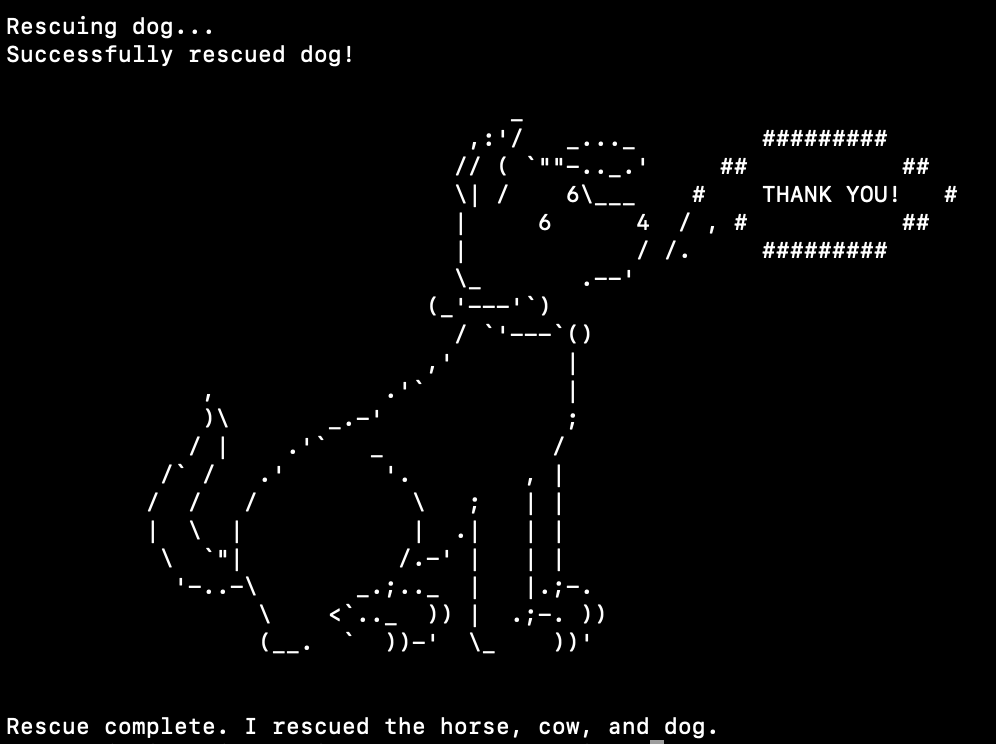 Rescuing dog...
Successfully rescued dog!
THANK YOU!
Rescue complete. I rescued the horse, cow, and dog.